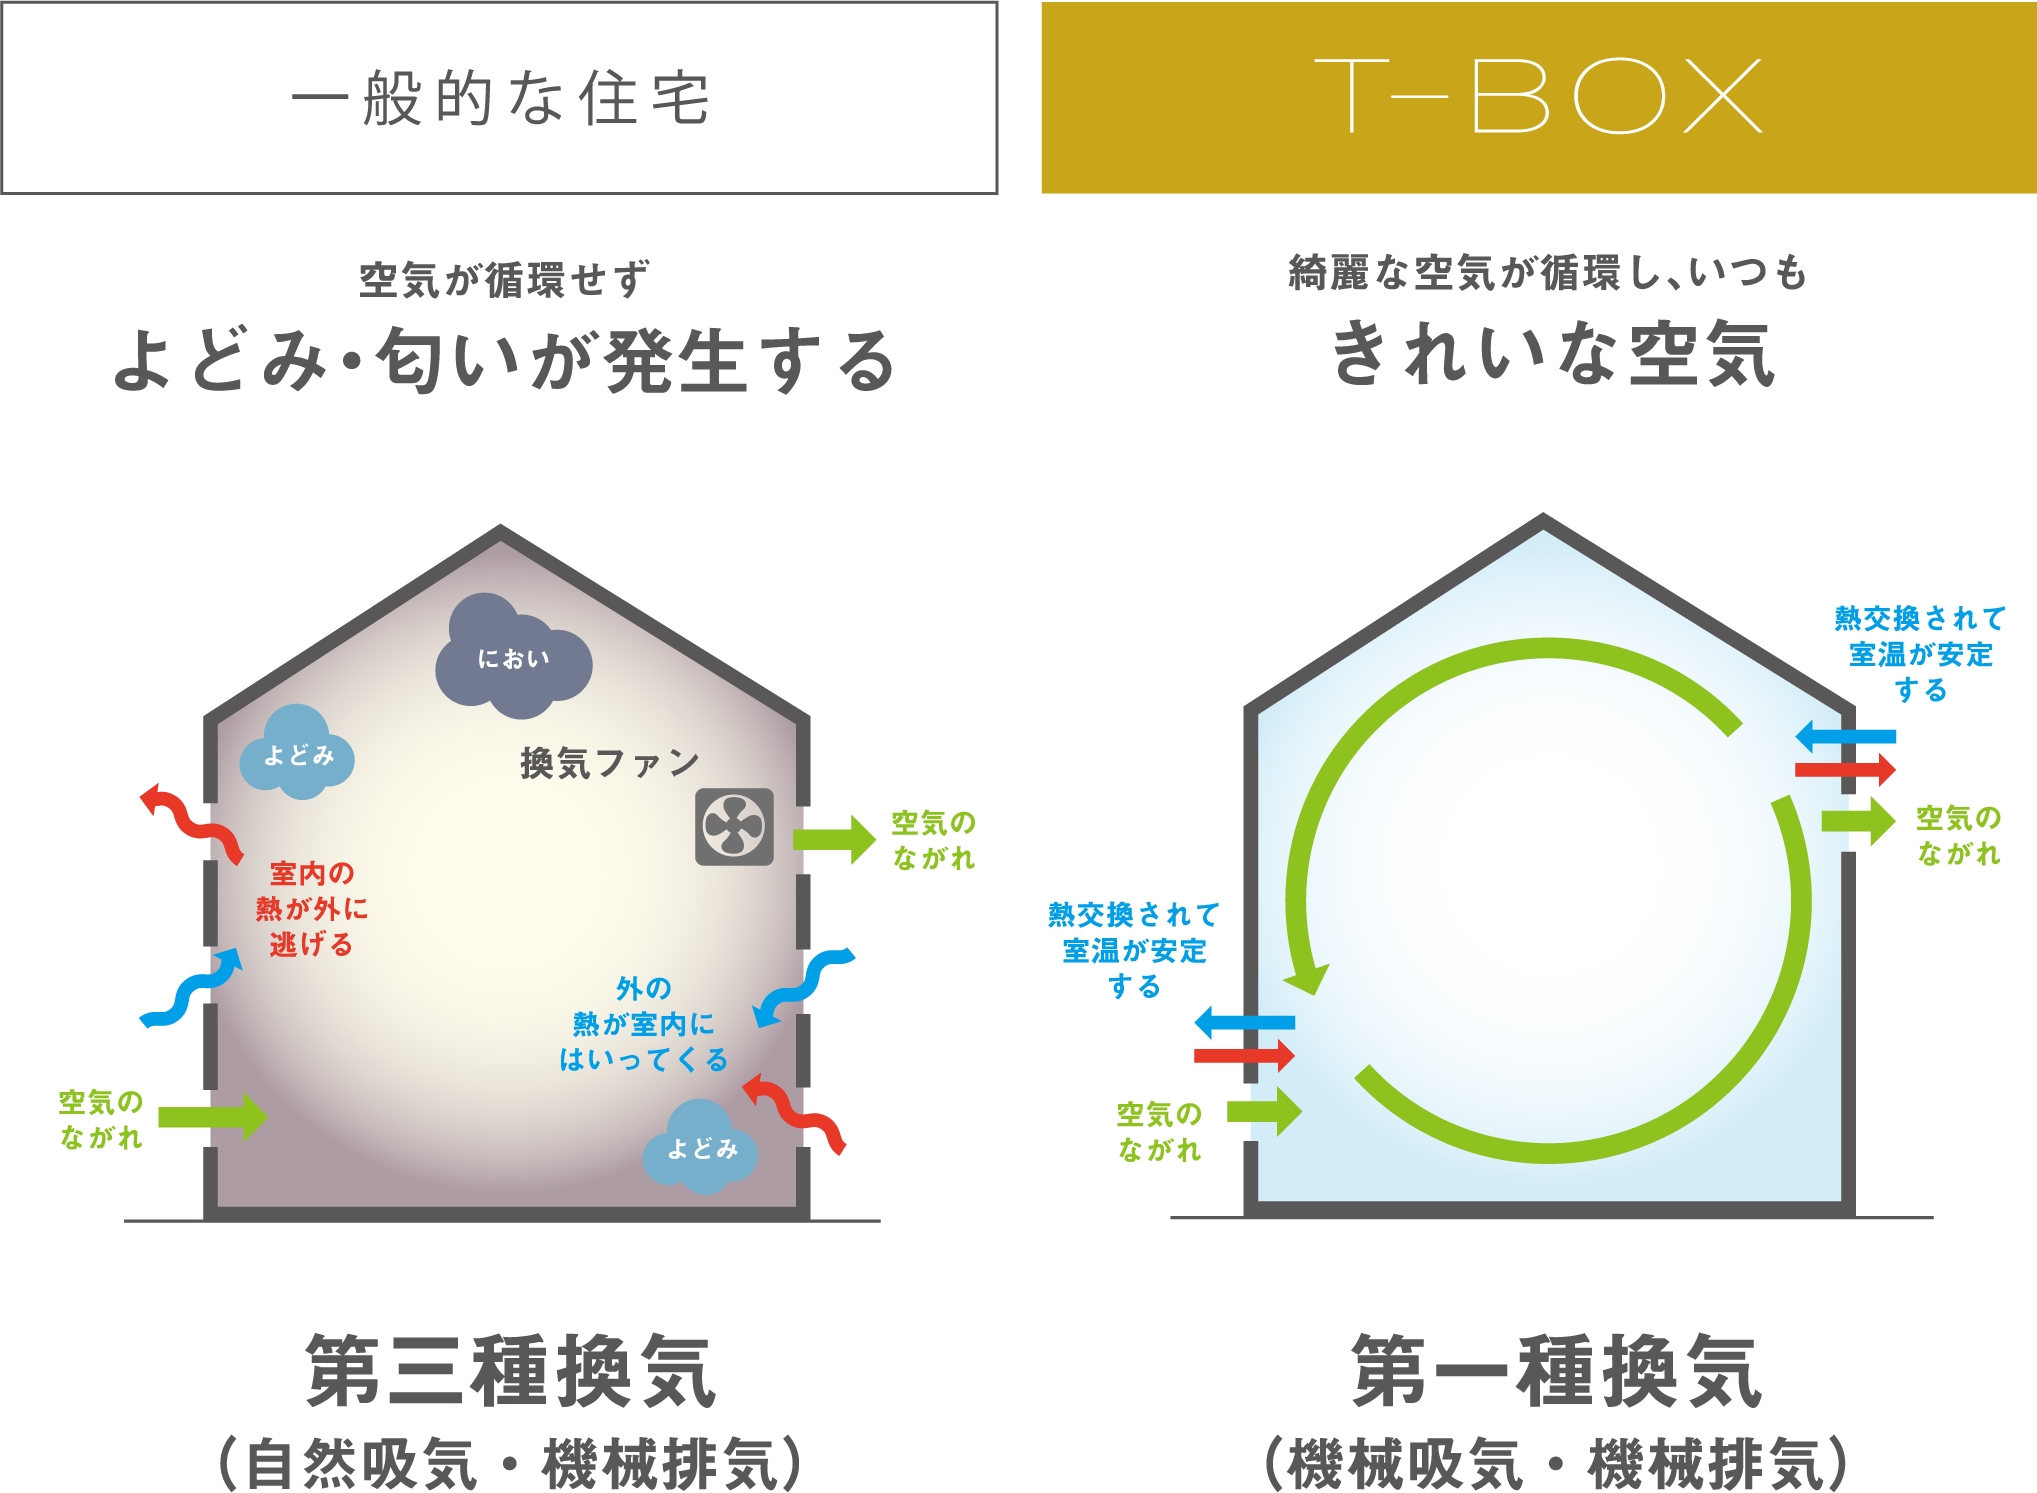 一般的な住宅
空気が循環せず
よどみ・匂いが発生する
におい
よどみ
換気ファン
空気の
ながれ
室内の
熱が外に
逃げる
外の
熱が室内に
はいってくる
空気の
ながれ
よどみ
第三種換気
（自然吸気・機械排気）
T-BOX
綺麗な空気が循環し、いつも
きれいな空気
熱交換されて
室温が安定
する
空気の
ながれ
熱交換されて
室温が安定
する
空気の
ながれ
第一種換気
（機械吸気・機械排気）